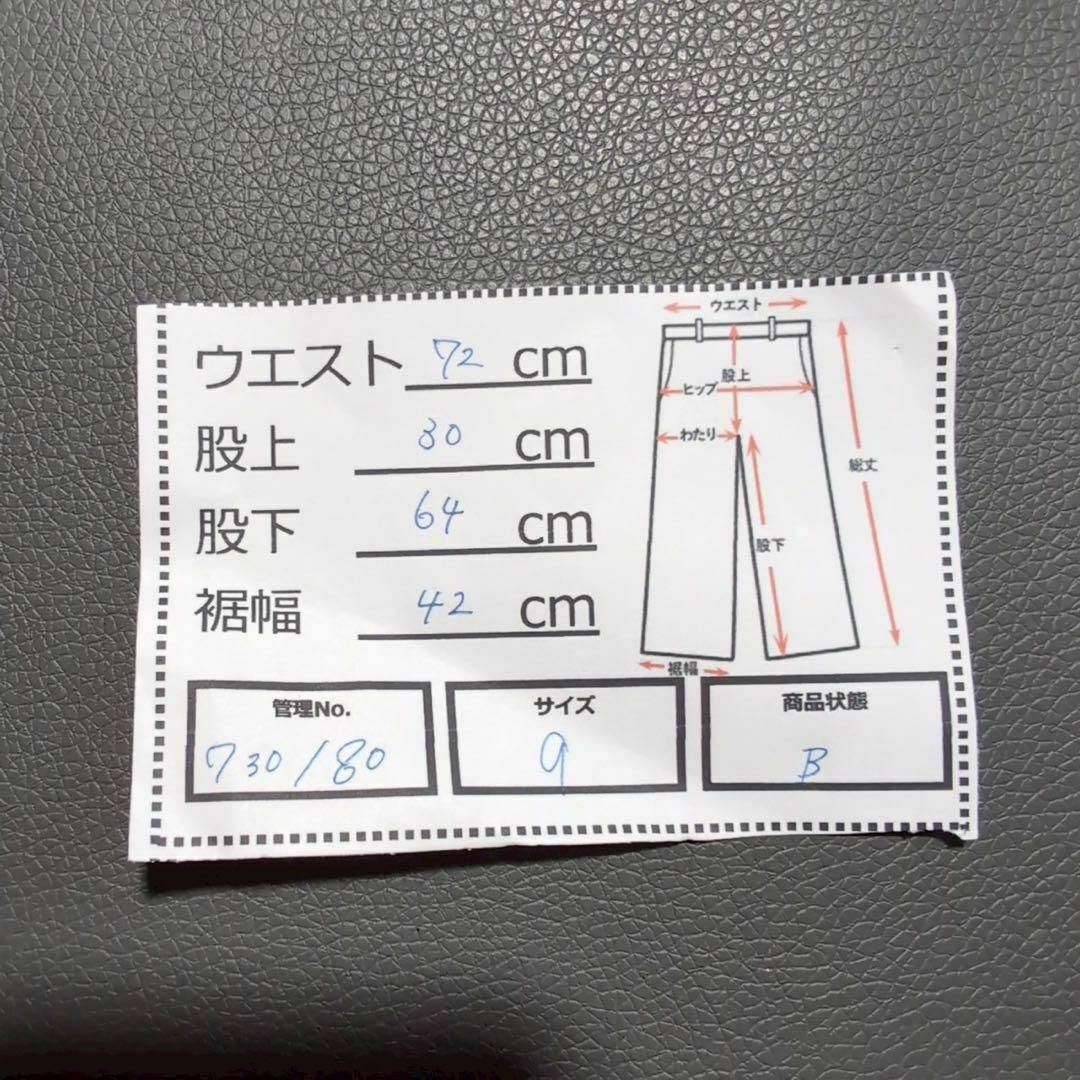 ウエスト 72 cm
股上 30 cm
股下 64 cm
裾幅 42 cm
ウエスト
股上
ヒップ
わたり
総丈
股下
裾幅
管理No.
730/80
サイズ
9
商品状態
B